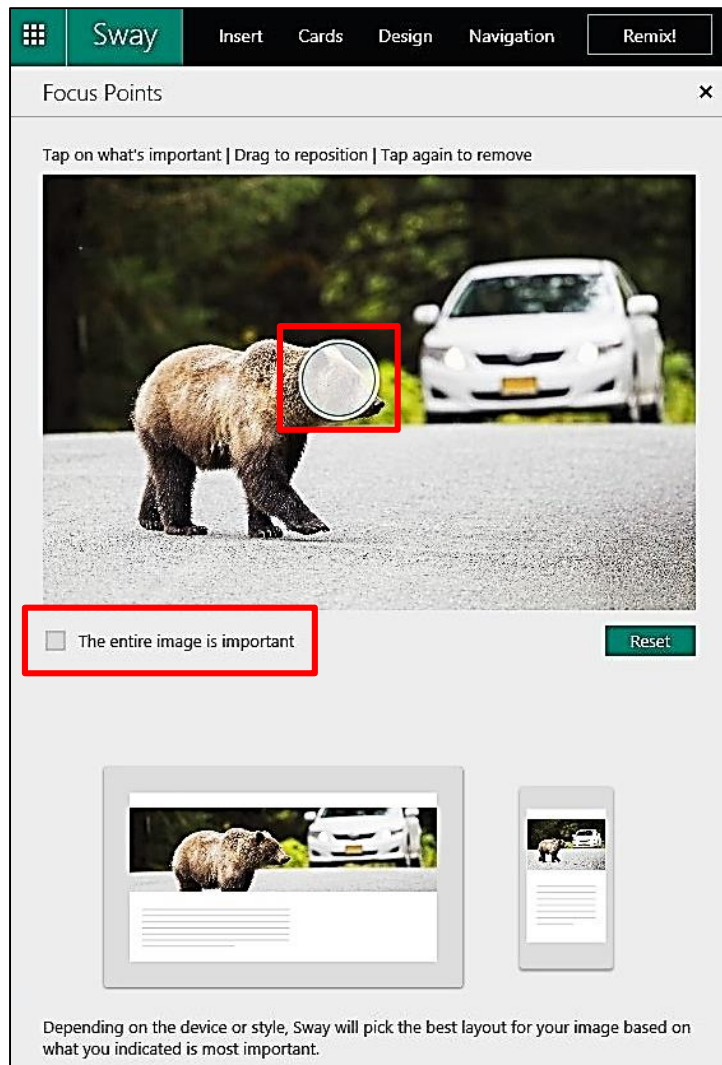 Sway Insert Cards Design Navigation Remix!
Focus Points
Tap on what's important | Drag to reposition | Tap again to remove
The entire image is important Reset
Depending on the device or style, Sway will pick the best layout for your image based on
what you indicated is most important.